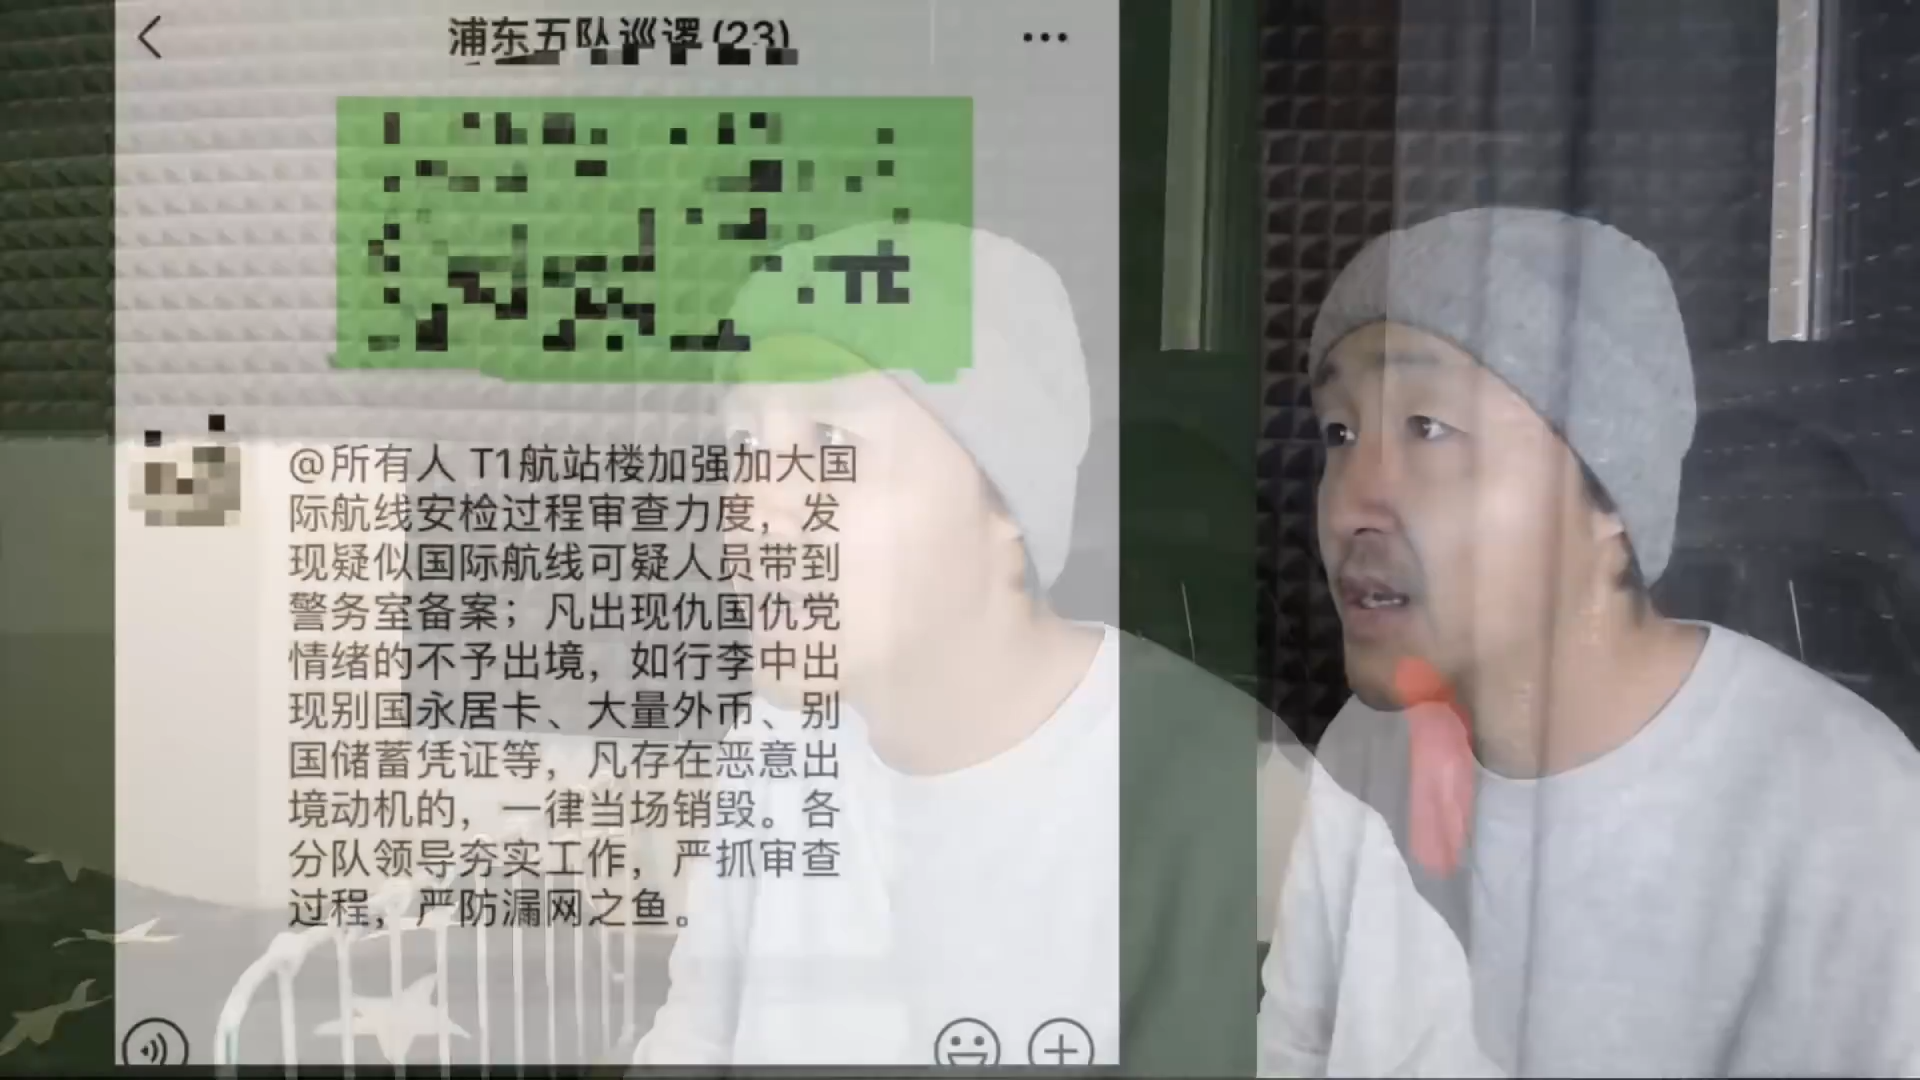 浦东五队巡逻(23)
@所有人 T1航站楼加强加大国
际航线安检过程审查力度，发
现疑似国际航线可疑人员带到
警务室备案；凡出现仇国仇党
情绪的不予出境，如行李中出
现别国永居卡、大量外币、别
国储蓄凭证等，凡存在恶意出
境动机的，一律当场销毁。各
分队领导夯实工作，严抓审查
过程，严防漏网之鱼。